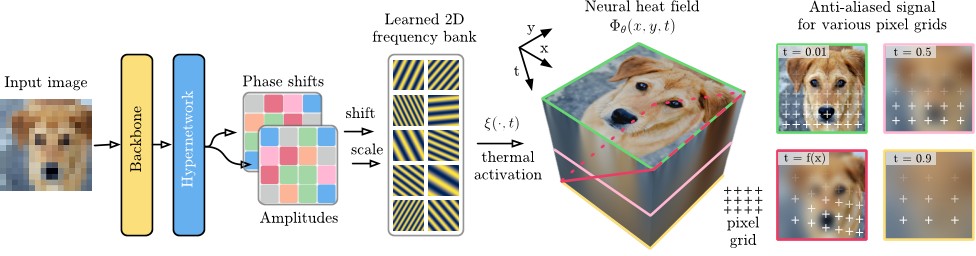 Input image
Backbone
Hypernetwork
Phase shifts
Amplitudes
shift
scale
Learned 2D
frequency bank
ξ(·, t)
thermal
activation
y
x
t
Neural heat field
Φθ(x, y, t)
++++
++++
++++
pixel
grid
Anti-aliased signal
for various pixel grids
t = 0.01
t = 0.5
t = f(x)
t = 0.9